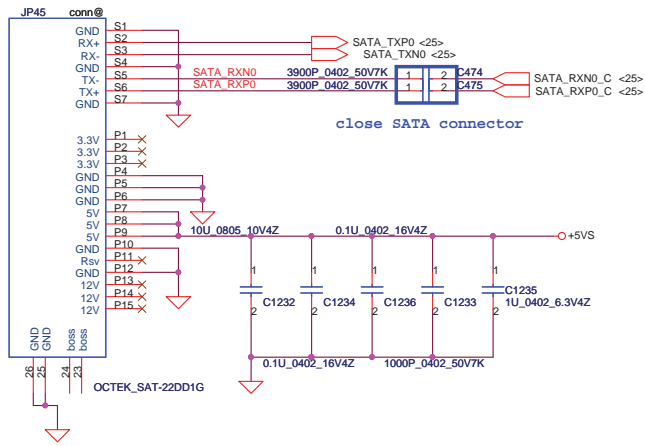 JP45 conn@
GND S1
RX+ S2 SATA_TXP0 <25>
RX- S3 SATA_TXN0 <25>
GND S4
TX- S5 SATA_RXN0 3900P_0402_50V7K 1 2 C474 SATA_RXN0_C <25>
TX+ S6 SATA_RXP0 3900P_0402_50V7K 1 2 C475 SATA_RXP0_C <25>
GND S7
close SATA connector
3.3V P1
3.3V P2
3.3V P3
GND P4
GND P5
GND P6
5V P7
5V P8
5V P9 10U_0805_10V4Z 0.1U_0402_16V4Z +5VS
GND P10
Rsv P11
GND P12
12V P13
12V P14
12V P15
1 1 1 1 1
C1232 C1234 C1236 C1233 C1235
1U_0402_6.3V4Z
2 2 2 2 2
0.1U_0402_16V4Z 1000P_0402_50V7K
GND GND boss boss
26 25 24 23
OCTEK_SAT-22DD1G